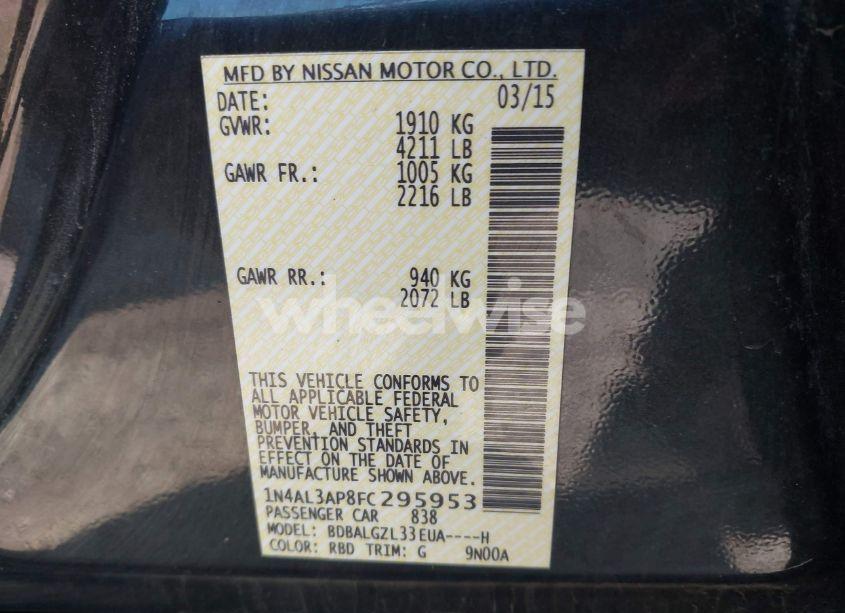 MFD BY NISSAN MOTOR CO., LTD.
DATE: 03/15
GVWR: 1910 KG
4211 LB
GAWR FR.: 1005 KG
2216 LB
GAWR RR.: 940 KG
2072 LB
wheelwise
THIS VEHICLE CONFORMS TO
ALL APPLICABLE FEDERAL
MOTOR VEHICLE SAFETY,
BUMPER, AND THEFT
PREVENTION STANDARDS IN
EFFECT ON THE DATE OF
MANUFACTURE SHOWN ABOVE.
1N4AL3AP8FC295953
PASSENGER CAR 838
MODEL: BDBALGZL33EUA----H
COLOR: RBD TRIM: G 9N00A